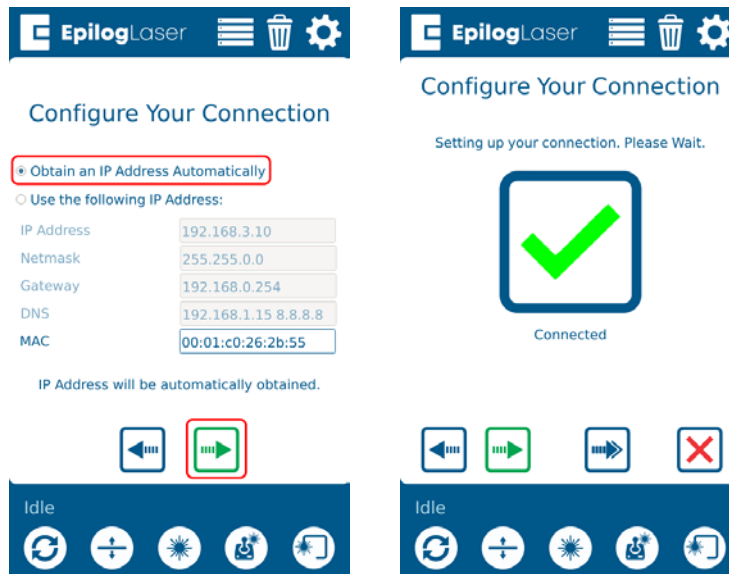 EpilogLaser
Configure Your Connection
Obtain an IP Address Automatically
Use the following IP Address:
IP Address 192.168.3.10
Netmask 255.255.0.0
Gateway 192.168.0.254
DNS 192.168.1.15 8.8.8.8
MAC 00:01:c0:26:2b:55
IP Address will be automatically obtained.
Idle
EpilogLaser
Configure Your Connection
Setting up your connection. Please Wait.
Connected
Idle